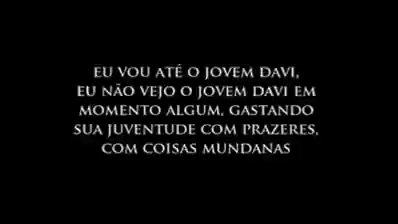 EU VOU ATÉ O JOVEM DAVI,
EU NÃO VEJO O JOVEM DAVI EM
MOMENTO ALGUM, GASTANDO
SUA JUVENTUDE COM PRAZERES,
COM COISAS MUNDANAS